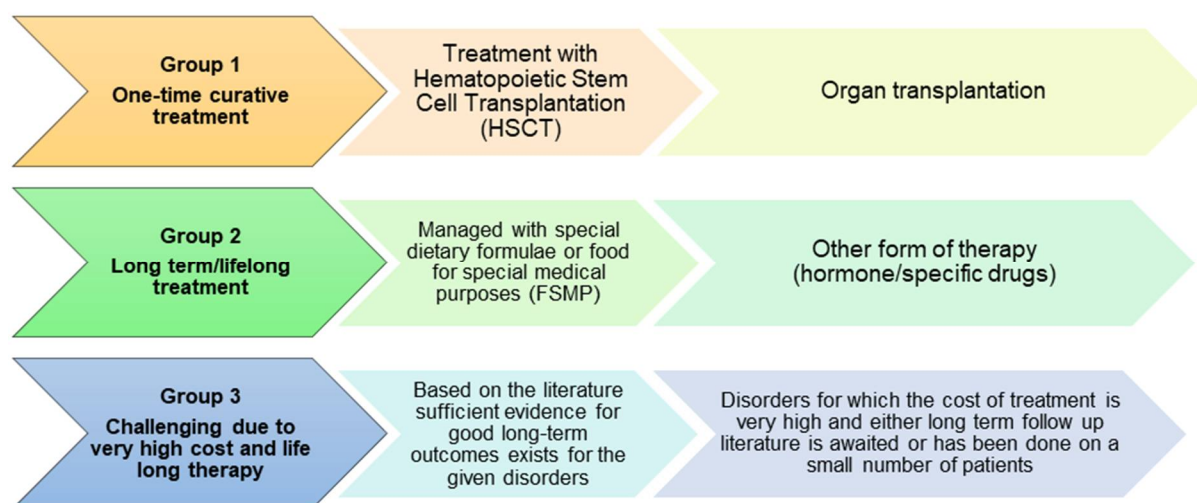 Group 1
One-time curative
treatment
Treatment with
Hematopoietic Stem
Cell Transplantation
(HSCT)
Organ transplantation
Group 2
Long term/lifelong
treatment
Managed with special
dietary formulae or food
for special medical
purposes (FSMP)
Other form of therapy
(hormone/specific drugs)
Group 3
Challenging due to
very high cost and life
long therapy
Based on the literature
sufficient evidence for
good long-term
outcomes exists for the
given disorders
Disorders for which the cost of treatment is
very high and either long term follow up
literature is awaited or has been done on a
small number of patients